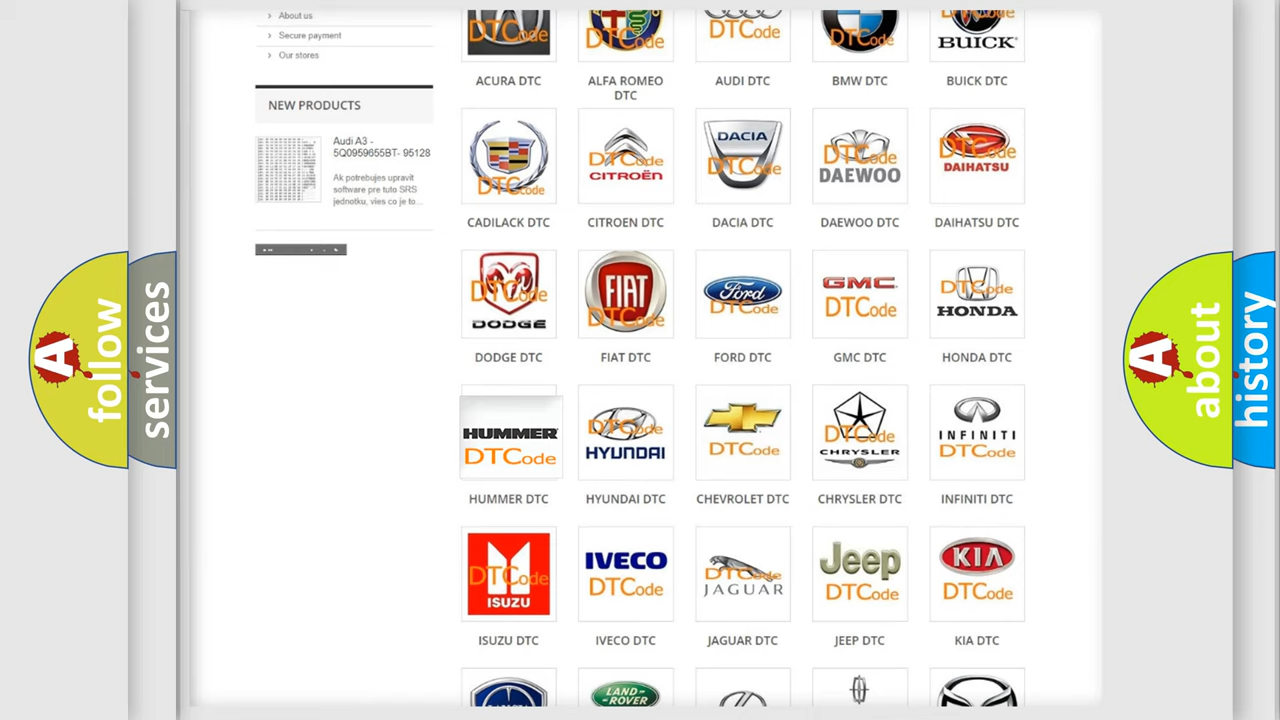 About us
Secure payment
Our stores
NEW PRODUCTS
Audi A3 -
5Q0959655BT- 95128
Ak potrebujes upravit
software pre tuto SRS
jednotku, vies co je to...
DTCode
DTCode
DTCode
DTCode
DTCode
BUICK
ACURA DTC
ALFA ROMEO
DTC
AUDI DTC
BMW DTC
BUICK DTC
DTCode
DTCode
CITROËN
DACIA
DTCode
DTCode
DAEWOO
DTCode
DAIHATSU
CADILACK DTC
CITROEN DTC
DACIA DTC
DAEWOO DTC
DAIHATSU DTC
DTCode
DODGE
FIAT
DTCode
Ford
DTCode
GMC
DTCode
DTCode
HONDA
DODGE DTC
FIAT DTC
FORD DTC
GMC DTC
HONDA DTC
HUMMER
DTCode
DTCode
HYUNDAI
DTCode
DTCode
CHRYSLER
INFINITI
DTCode
HUMMER DTC
HYUNDAI DTC
CHEVROLET DTC
CHRYSLER DTC
INFINITI DTC
DTCode
ISUZU
IVECO
DTCode
DTCode
JAGUAR
Jeep
DTCode
KIA
DTCode
ISUZU DTC
IVECO DTC
JAGUAR DTC
JEEP DTC
KIA DTC
LAND-
ROVER
A follow
services
A about
history